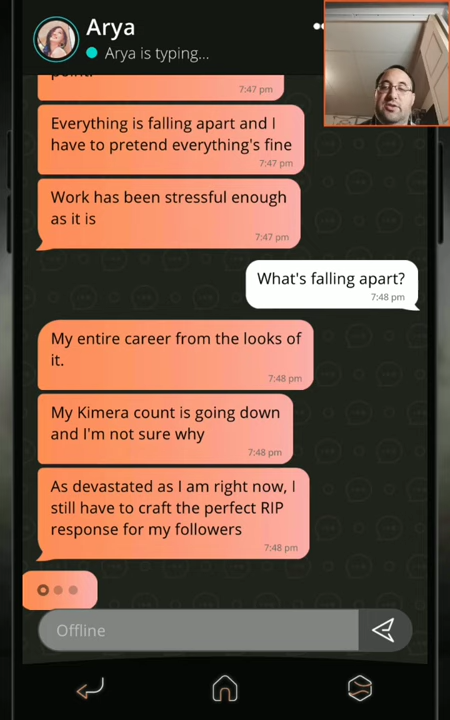 Arya
Arya is typing...
point.
7:47 pm
Everything is falling apart and I
have to pretend everything's fine
7:47 pm
Work has been stressful enough
as it is
7:47 pm
What's falling apart?
7:48 pm
My entire career from the looks of
it.
7:48 pm
My Kimera count is going down
and I'm not sure why
7:48 pm
As devastated as I am right now, I
still have to craft the perfect RIP
response for my followers
7:48 pm
Offline